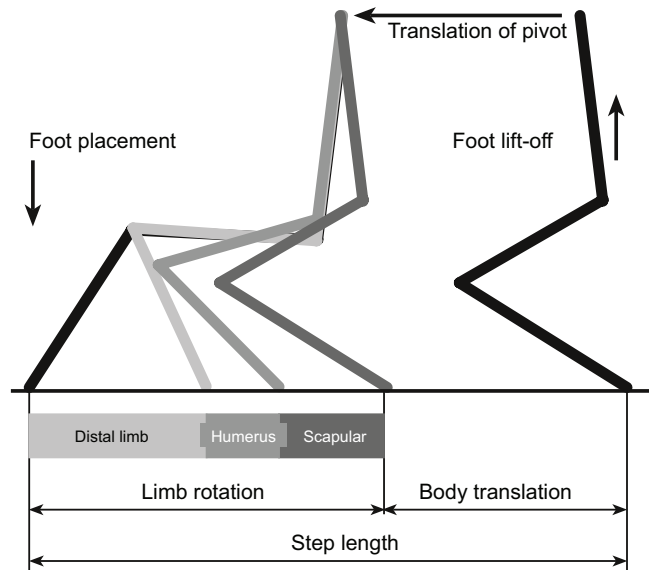 Translation of pivot
Foot placement
Foot lift-off
Distal limb
Humerus
Scapular
Limb rotation
Body translation
Step length